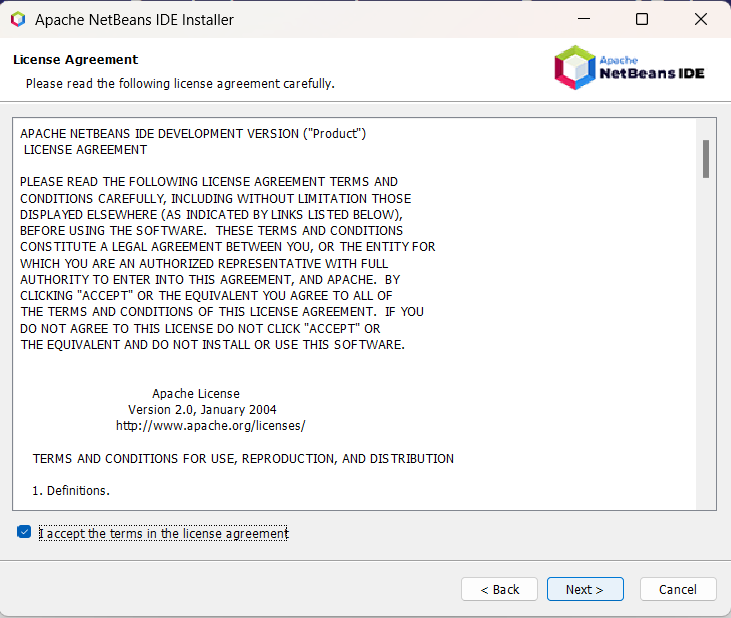 Apache NetBeans IDE Installer
License Agreement
Please read the following license agreement carefully.
Apache
NetBeans IDE
APACHE NETBEANS IDE DEVELOPMENT VERSION ("Product")
LICENSE AGREEMENT
PLEASE READ THE FOLLOWING LICENSE AGREEMENT TERMS AND
CONDITIONS CAREFULLY, INCLUDING WITHOUT LIMITATION THOSE
DISPLAYED ELSEWHERE (AS INDICATED BY LINKS LISTED BELOW),
BEFORE USING THE SOFTWARE.  THESE TERMS AND CONDITIONS
CONSTITUTE A LEGAL AGREEMENT BETWEEN YOU, OR THE ENTITY FOR
WHICH YOU ARE AN AUTHORIZED REPRESENTATIVE WITH FULL
AUTHORITY TO ENTER INTO THIS AGREEMENT, AND APACHE.  BY
CLICKING "ACCEPT" OR THE EQUIVALENT YOU AGREE TO ALL OF
THE TERMS AND CONDITIONS OF THIS LICENSE AGREEMENT.  IF YOU
DO NOT AGREE TO THIS LICENSE DO NOT CLICK "ACCEPT" OR
THE EQUIVALENT AND DO NOT INSTALL OR USE THIS SOFTWARE.
Apache License
Version 2.0, January 2004
http://www.apache.org/licenses/
TERMS AND CONDITIONS FOR USE, REPRODUCTION, AND DISTRIBUTION
1. Definitions.
I accept the terms in the license agreement
< Back
Next >
Cancel